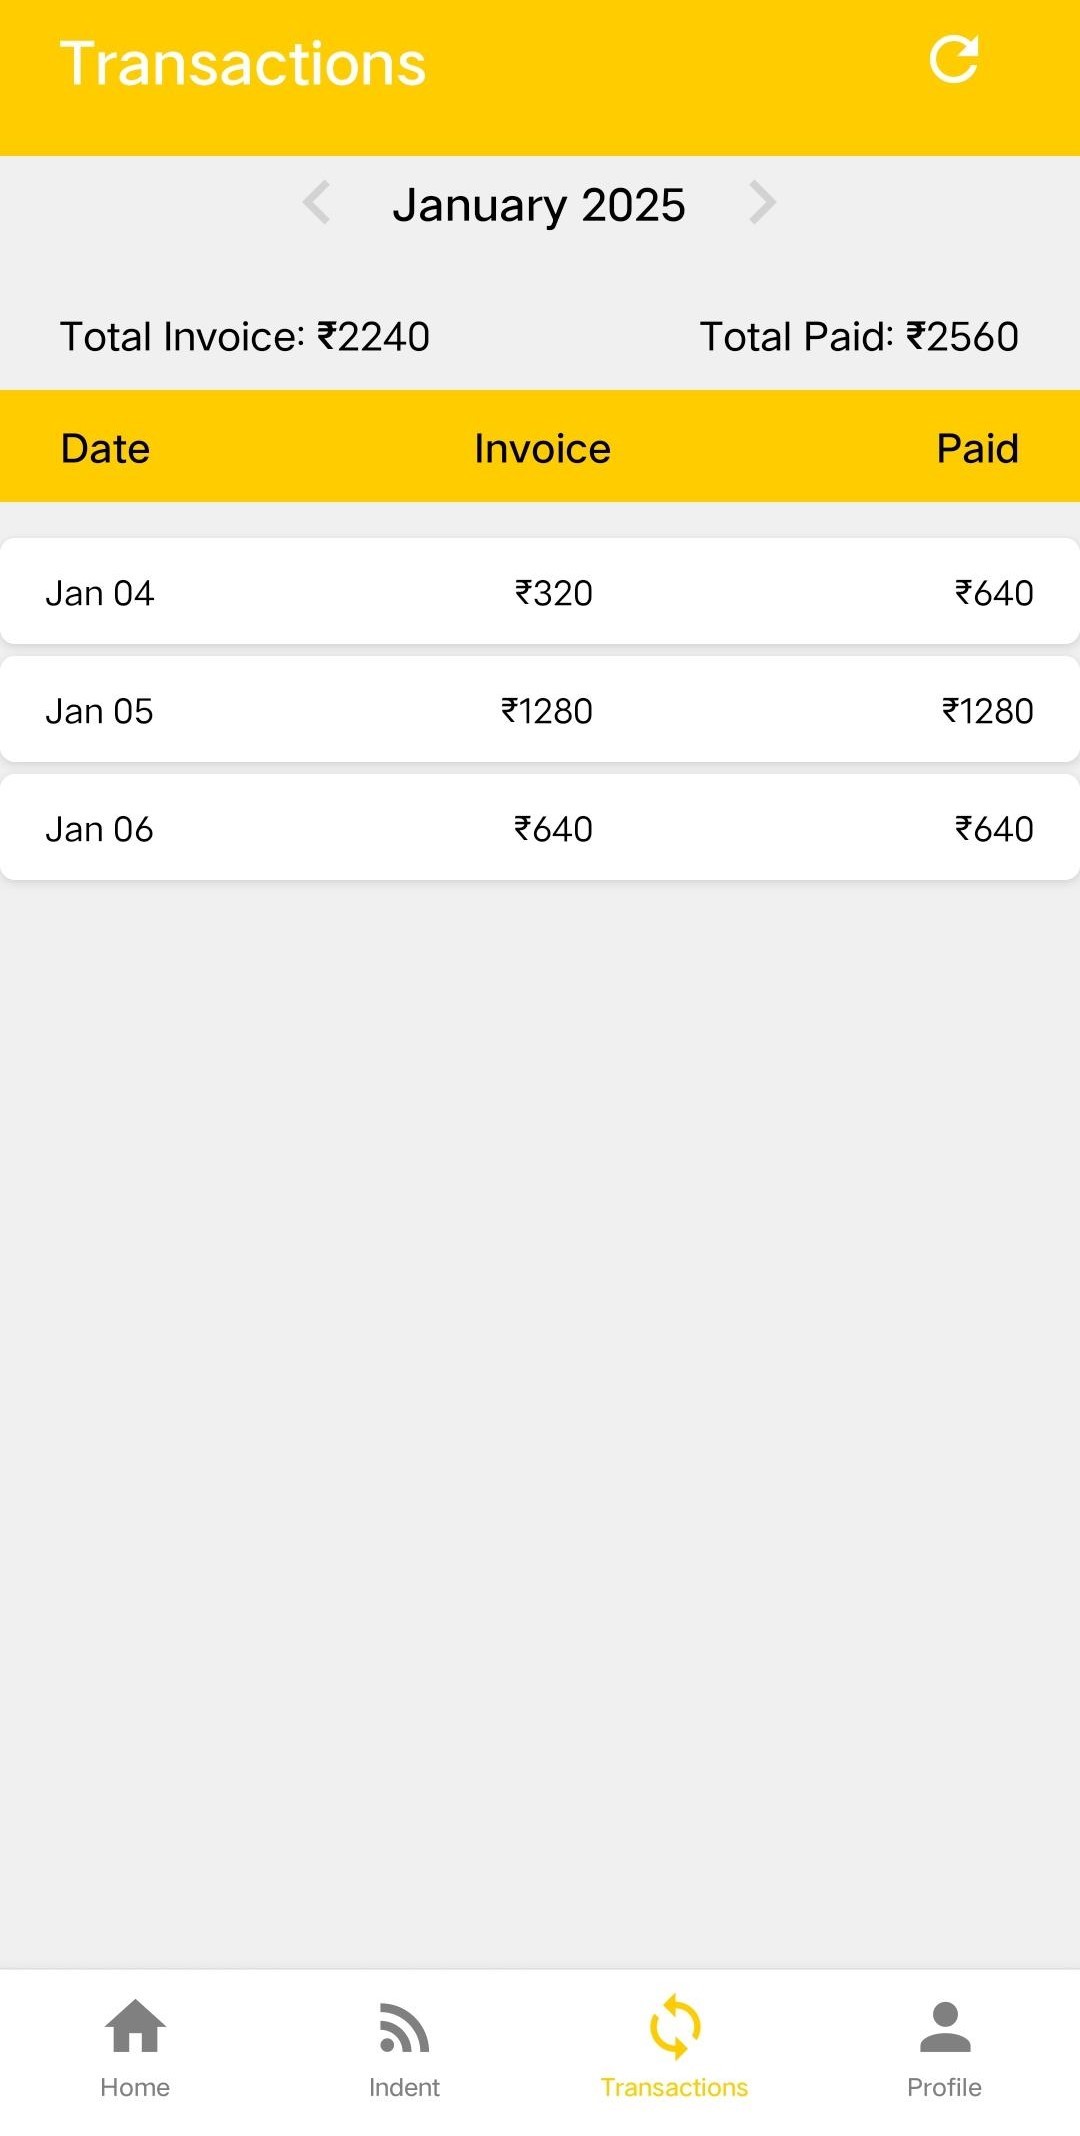 Transactions
January 2025
Total Invoice: ₹2240 Total Paid: ₹2560
Date Invoice Paid
Jan 04 ₹320 ₹640
Jan 05 ₹1280 ₹1280
Jan 06 ₹640 ₹640
Home Indent Transactions Profile